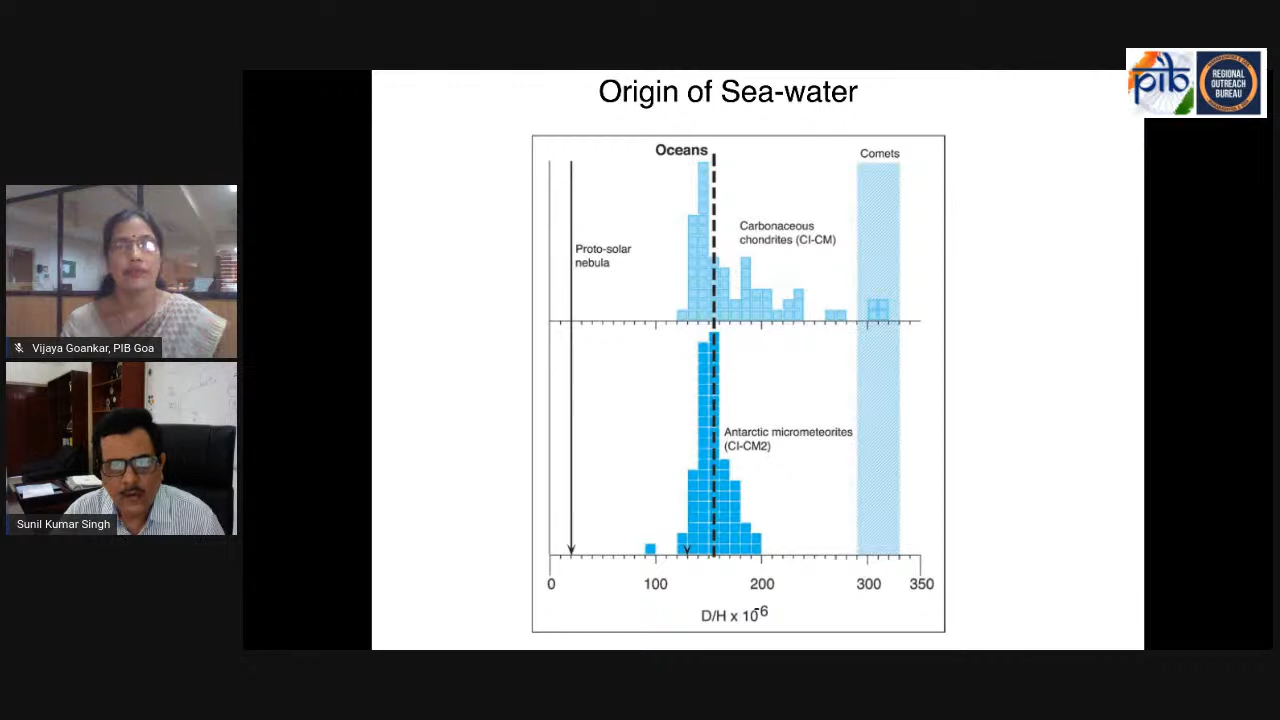 Origin of Sea-water
pib
REGIONAL
OUTREACH
BUREAU
Oceans
Comets
Carbonaceous
chondrites (CI-CM)
Proto-solar
nebula
Antarctic micrometeorites
(CI-CM2)
0 100 200 300 350
D/H x 10-6
Vijaya Goankar, PIB Goa
Sunil Kumar Singh